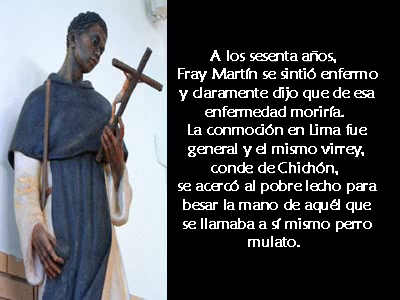 A los sesenta años,
Fray Martín se sintió enfermo
y claramente dijo que de esa
enfermedad moriría.
La conmoción en Lima fue
general y el mismo virrey,
conde de Chichón,
se acercó al pobre lecho para
besar la mano de aquél que
se llamaba a sí mismo perro
mulato.